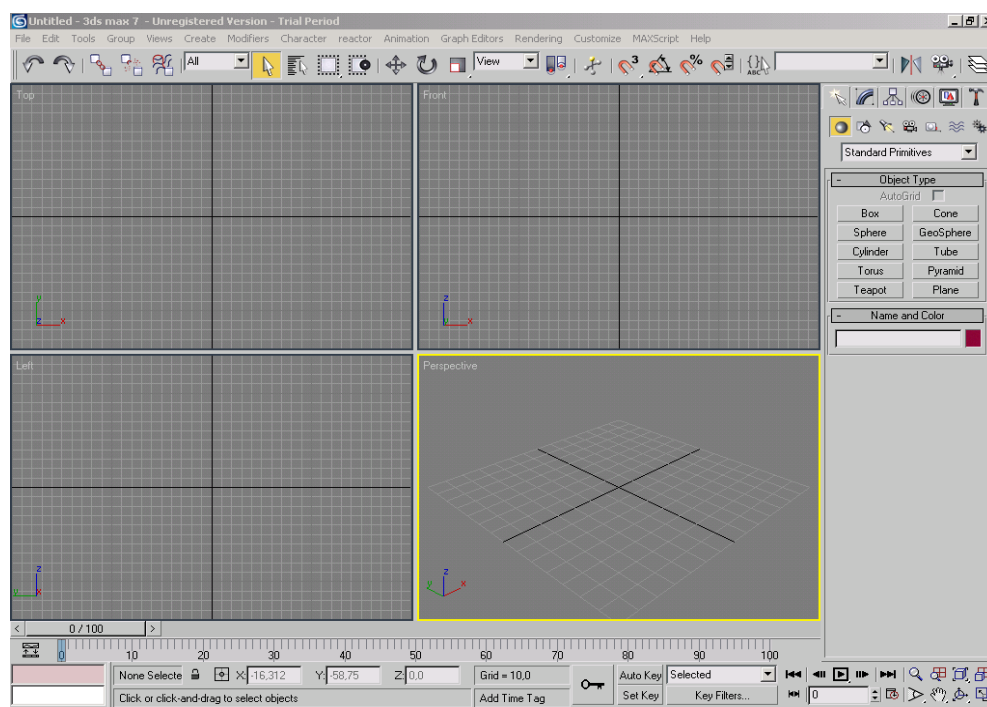 Untitled - 3ds max 7 - Unregistered Version - Trial Period
File Edit Tools Group Views Create Modifiers Character reactor Animation Graph Editors Rendering Customize MAXScript Help
All View 3 % ABC
Top Front
Standard Primitives
- Object Type
AutoGrid
Box Cone
Sphere GeoSphere
Cylinder Tube
Torus Pyramid
Teapot Plane
- Name and Color
y z
z x y x
Left Perspective
z z
y x y x
< 0 / 100 >
0 10 20 30 40 50 60 70 80 90 100
None Selecte X: -16,312 Y: -58,75 Z: 0,0 Grid = 10,0 Auto Key Selected
Click or click-and-drag to select objects Add Time Tag Set Key Key Filters... 0